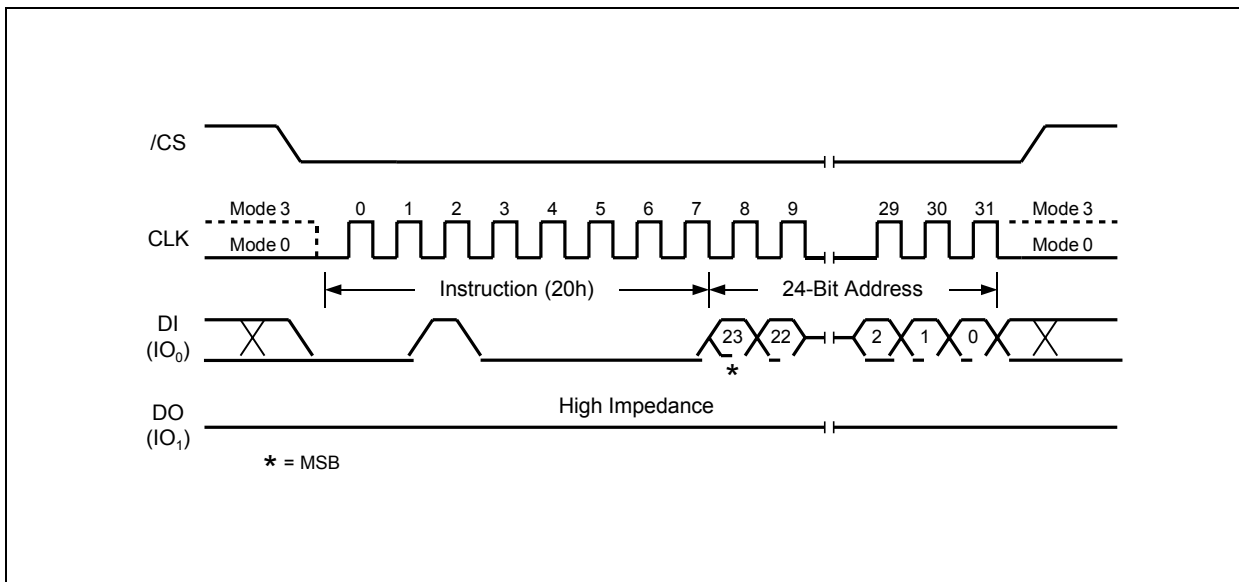 /CS
Mode 3 0 1 2 3 4 5 6 7 8 9 29 30 31 Mode 3
CLK
Mode 0 Mode 0
Instruction (20h) 24-Bit Address
DI
(IO₀)
23 22 2 1 0
*
High Impedance
DO
(IO₁)
* = MSB